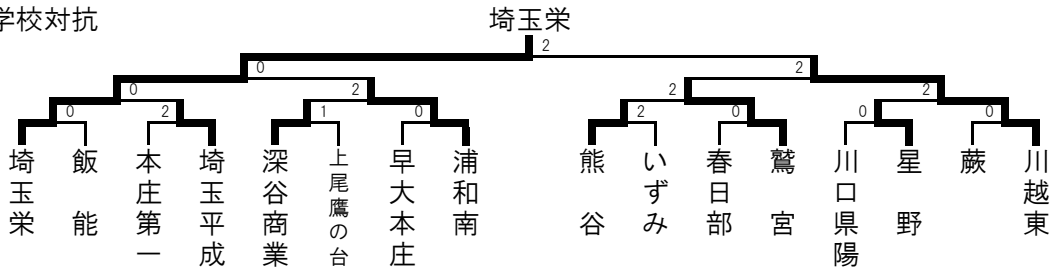 学校対抗
埼玉栄
2
0
2
0
2
2
2
0
2
1
0
2
0
0
0
埼玉栄
飯能
本庄第一
埼玉平成
深谷商業
上尾鷹の台
早大本庄
浦和南
熊谷
いずみ
春日部
鷲宮
川口県陽
星野
蕨
川越東